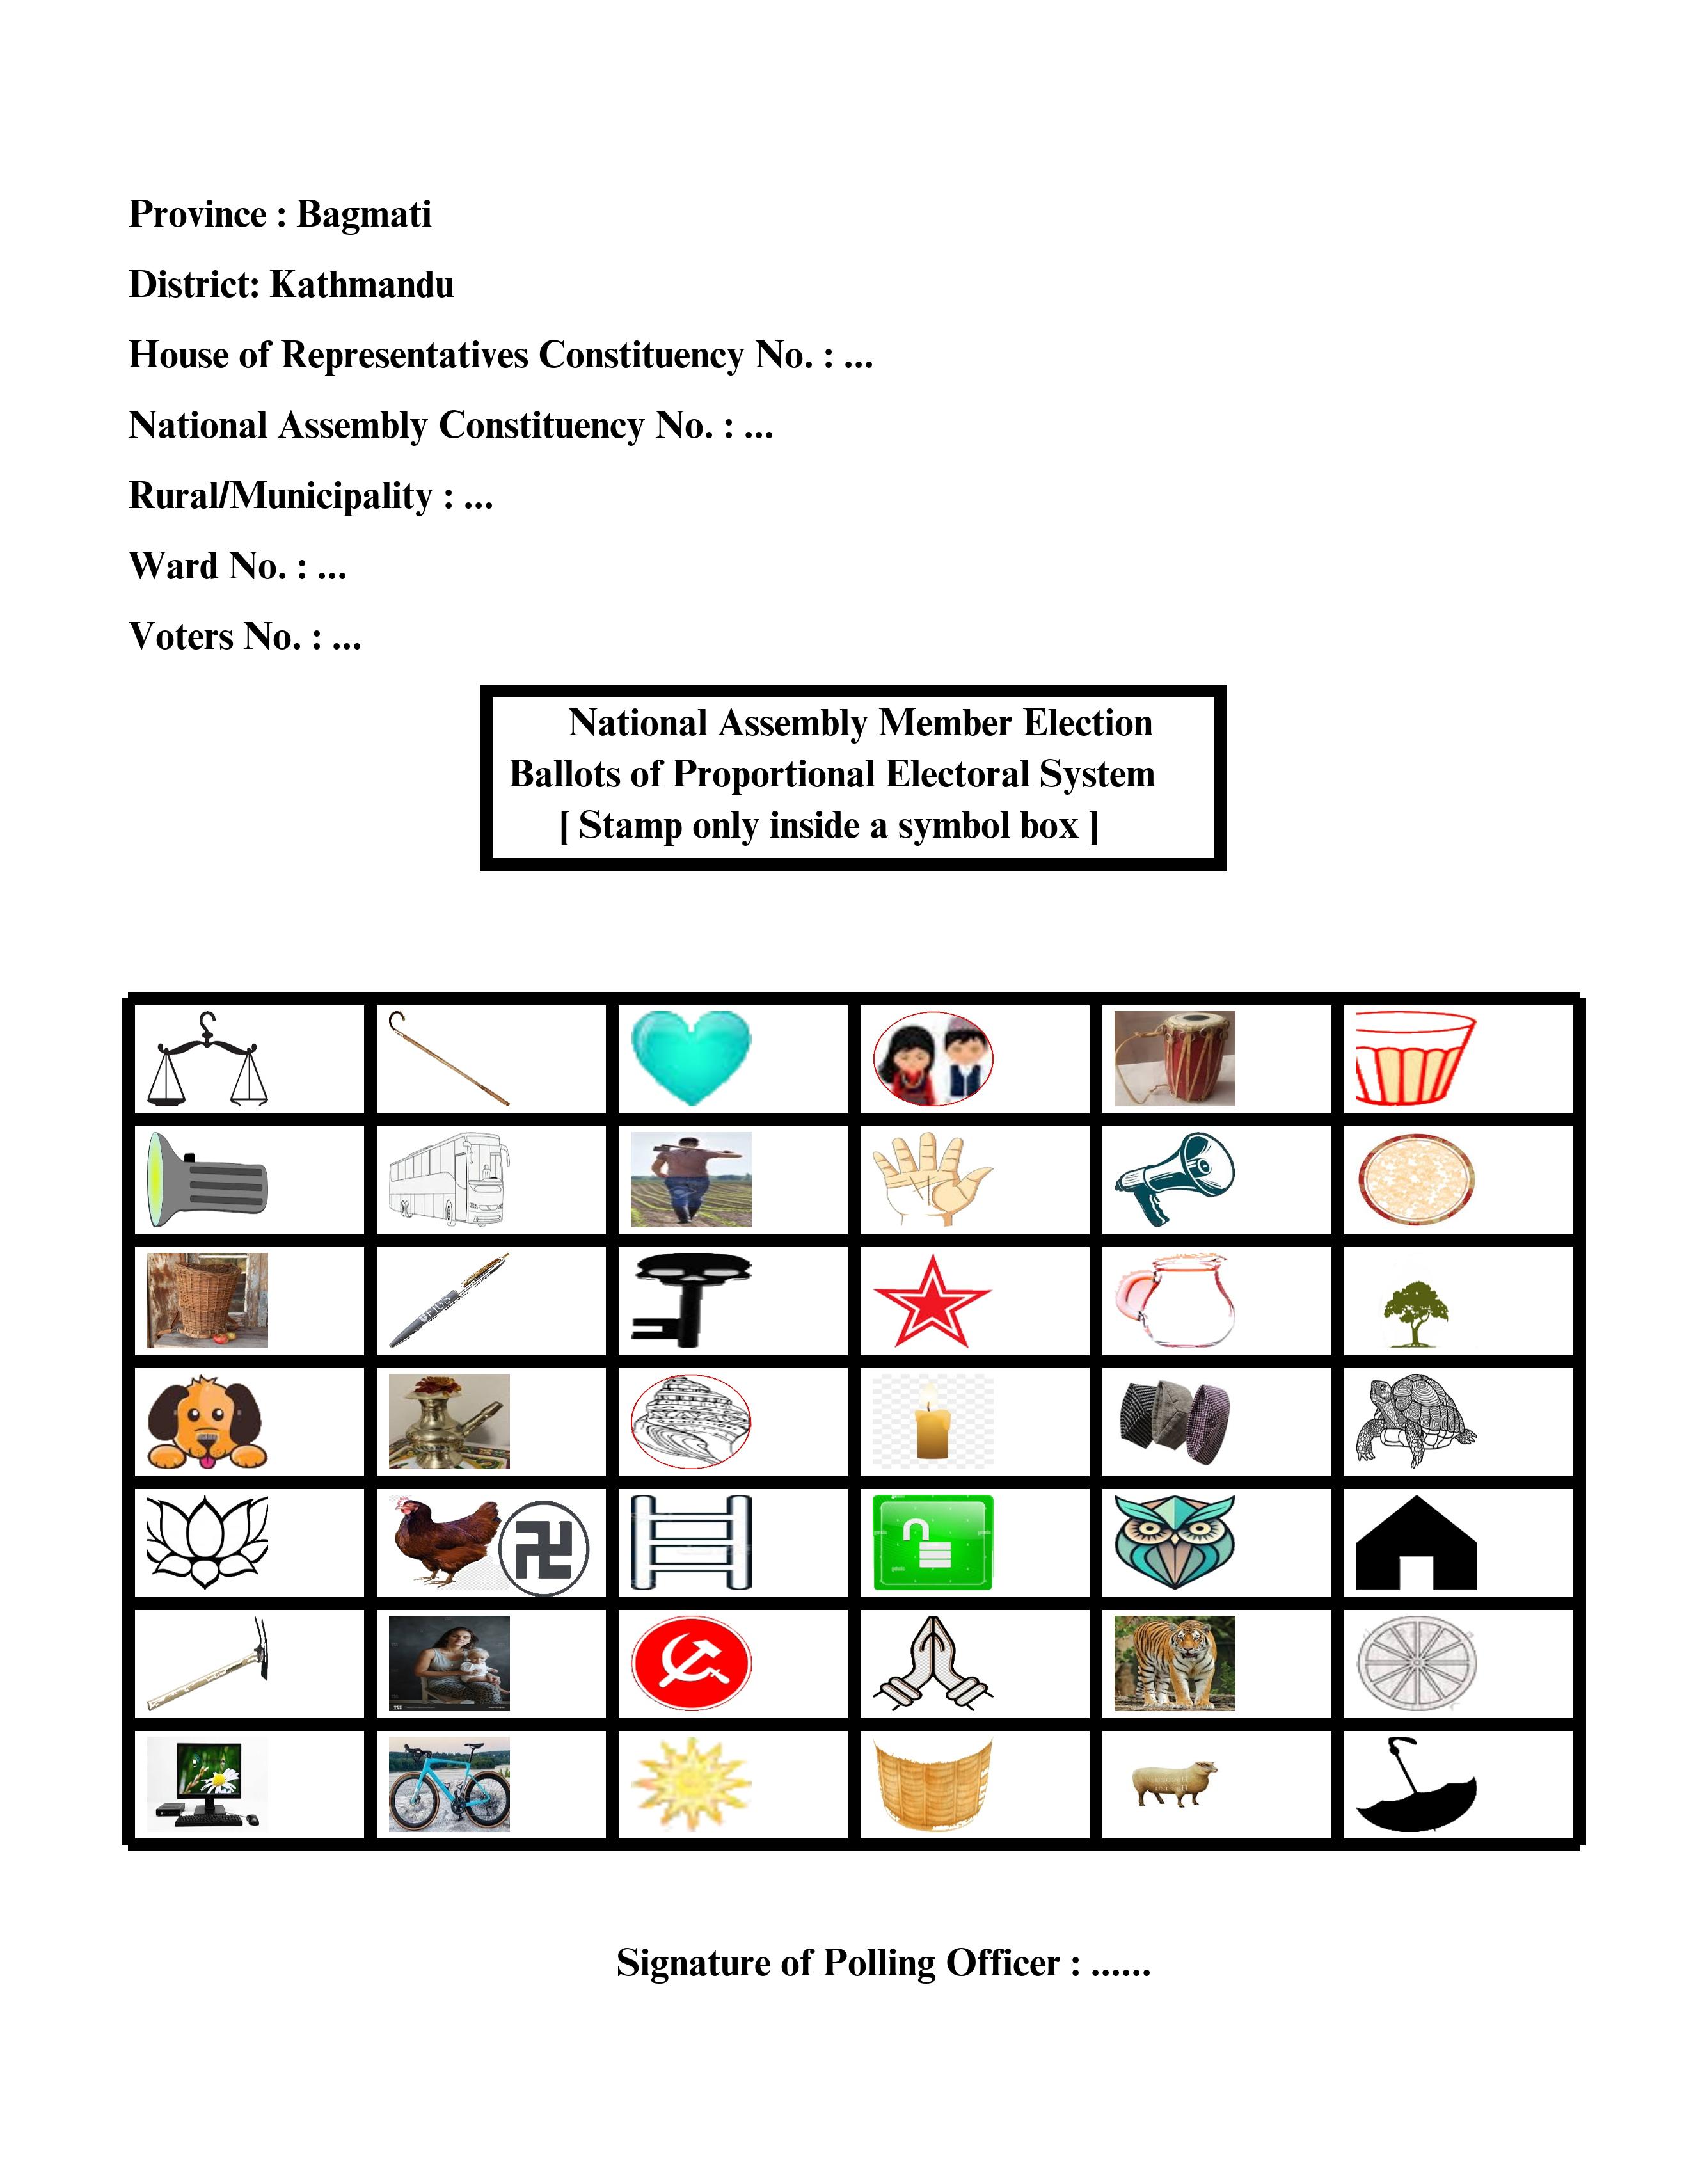 Province : Bagmati
District: Kathmandu
House of Representatives Constituency No. : ...
National Assembly Constituency No. : ...
Rural/Municipality : ...
Ward No. : ...
Voters No. : ...
National Assembly Member Election
Ballots of Proportional Electoral System
[ Stamp only inside a symbol box ]
Signature of Polling Officer : ......